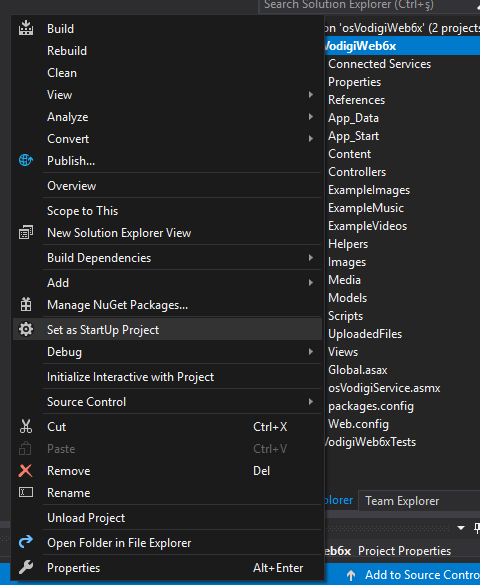 Search Solution Explorer (Ctrl+ş)
Build
Rebuild
Clean
View
Analyze
Convert
Publish...
Overview
Scope to This
New Solution Explorer View
Build Dependencies
Add
Manage NuGet Packages...
Set as StartUp Project
Debug
Initialize Interactive with Project
Source Control
Cut Ctrl+X
Paste Ctrl+V
Remove Del
Rename
Unload Project
Open Folder in File Explorer
Properties Alt+Enter
'osVodigiWeb6x' (2 projects
VodigiWeb6x
Connected Services
Properties
References
App_Data
App_Start
Content
Controllers
ExampleImages
ExampleMusic
ExampleVideos
Helpers
Images
Media
Models
Scripts
UploadedFiles
Views
Global.asax
osVodigiService.asmx
packages.config
Web.config
VodigiWeb6xTests
plorer Team Explorer
eb6x Project Properties
Add to Source Contro